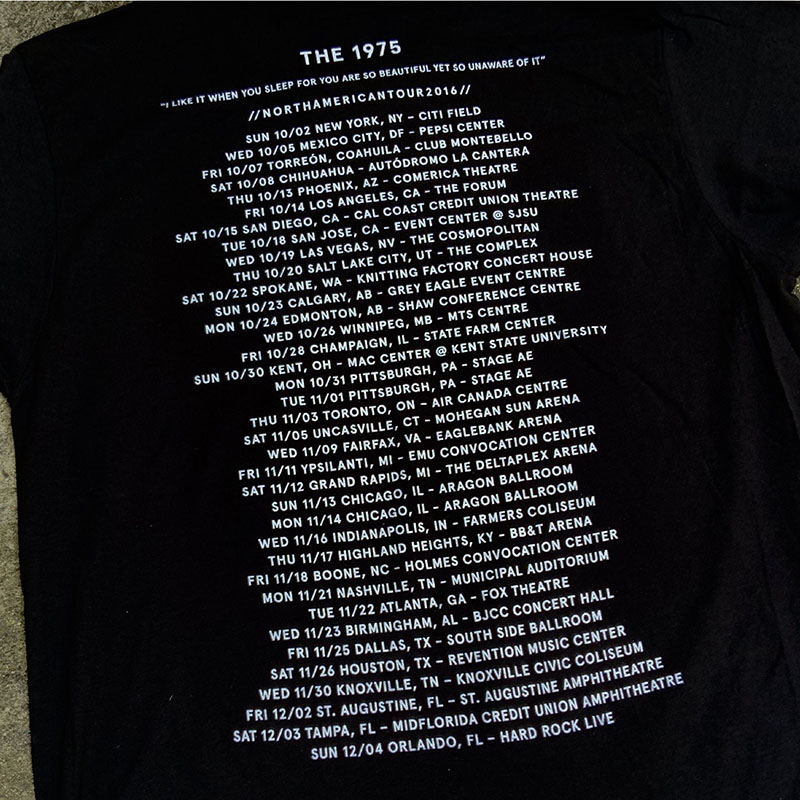 THE 1975
"I LIKE IT WHEN YOU SLEEP FOR YOU ARE SO BEAUTIFUL YET SO UNAWARE OF IT"
//NORTHAMERICANTOUR2016//
SUN 10/02 NEW YORK, NY – CITI FIELD
WED 10/05 MEXICO CITY, DF – PEPSI CENTER
FRI 10/07 TORREÓN, COAHUILA – CLUB MONTEBELLO
SAT 10/08 CHIHUAHUA – AUTÓDROMO LA CANTERA
THU 10/13 PHOENIX, AZ – COMERICA THEATRE
FRI 10/14 LOS ANGELES, CA – THE FORUM
SAT 10/15 SAN DIEGO, CA – CAL COAST CREDIT UNION THEATRE
TUE 10/18 SAN JOSE, CA – EVENT CENTER @ SJSU
WED 10/19 LAS VEGAS, NV – THE COSMOPOLITAN
THU 10/20 SALT LAKE CITY, UT – THE COMPLEX
SAT 10/22 SPOKANE, WA – KNITTING FACTORY CONCERT HOUSE
SUN 10/23 CALGARY, AB – GREY EAGLE EVENT CENTRE
MON 10/24 EDMONTON, AB – SHAW CONFERENCE CENTRE
WED 10/26 WINNIPEG, MB – MTS CENTRE
FRI 10/28 CHAMPAIGN, IL – STATE FARM CENTER
SUN 10/30 KENT, OH – MAC CENTER @ KENT STATE UNIVERSITY
MON 10/31 PITTSBURGH, PA – STAGE AE
TUE 11/01 PITTSBURGH, PA – STAGE AE
THU 11/03 TORONTO, ON – AIR CANADA CENTRE
SAT 11/05 UNCASVILLE, CT – MOHEGAN SUN ARENA
WED 11/09 FAIRFAX, VA – EAGLEBANK ARENA
FRI 11/11 YPSILANTI, MI – EMU CONVOCATION CENTER
SAT 11/12 GRAND RAPIDS, MI – THE DELTAPLEX ARENA
SUN 11/13 CHICAGO, IL – ARAGON BALLROOM
MON 11/14 CHICAGO, IL – ARAGON BALLROOM
WED 11/16 INDIANAPOLIS, IN – FARMERS COLISEUM
THU 11/17 HIGHLAND HEIGHTS, KY – BB&T ARENA
FRI 11/18 BOONE, NC – HOLMES CONVOCATION CENTER
MON 11/21 NASHVILLE, TN – MUNICIPAL AUDITORIUM
TUE 11/22 ATLANTA, GA – FOX THEATRE
WED 11/23 BIRMINGHAM, AL – BJCC CONCERT HALL
FRI 11/25 DALLAS, TX – SOUTH SIDE BALLROOM
SAT 11/26 HOUSTON, TX – REVENTION MUSIC CENTER
WED 11/30 KNOXVILLE, TN – KNOXVILLE CIVIC COLISEUM
FRI 12/02 ST. AUGUSTINE, FL – ST. AUGUSTINE AMPHITHEATRE
SAT 12/03 TAMPA, FL – MIDFLORIDA CREDIT UNION AMPHITHEATRE
SUN 12/04 ORLANDO, FL – HARD ROCK LIVE